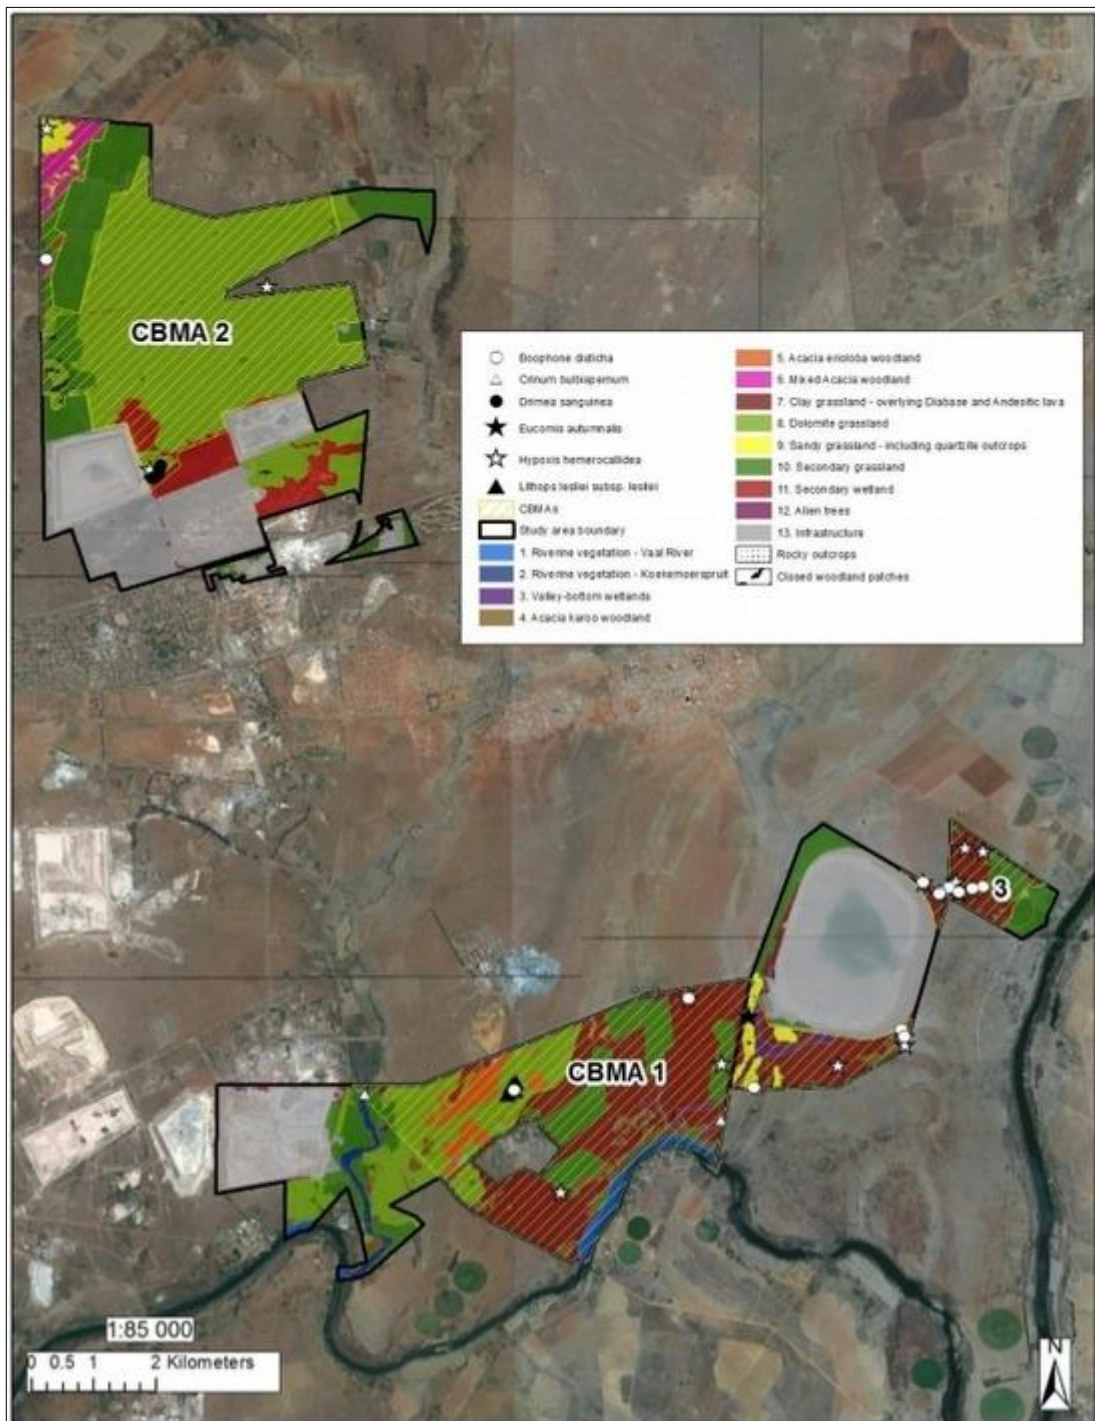 CBMA 2
Boophone disticha
Crinum bulbispermum
Drimea sanguinea
Eucomis autumnalis
Hypoxis hemerocallidea
Lithops lesliei subsp. lesliei
CBMAs
Study area boundary
1. Riverine vegetation - Vaal River
2. Riverine vegetation - Koekemoerspruit
3. Valley-bottom wetlands
4. Acacia karoo woodland
5. Acacia erioloba woodland
6. Mixed Acacia woodland
7. Clay grassland - overlying Diabase and Andesitic lava
8. Dolomite grassland
9. Sandy grassland - including quartzite outcrops
10. Secondary grassland
11. Secondary wetland
12. Alien trees
13. Infrastructure
Rocky outcrops
Closed woodland patches
3
CBMA 1
1:85 000
0 0.5 1 2 Kilometers
N